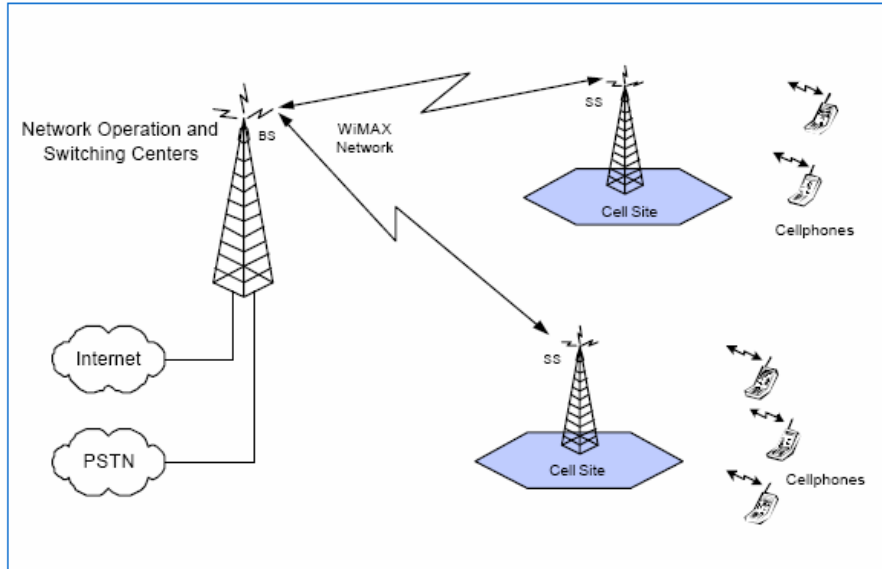 Network Operation and
Switching Centers
BS
WiMAX
Network
SS
Cell Site
Cellphones
Internet
PSTN
SS
Cell Site
Cellphones